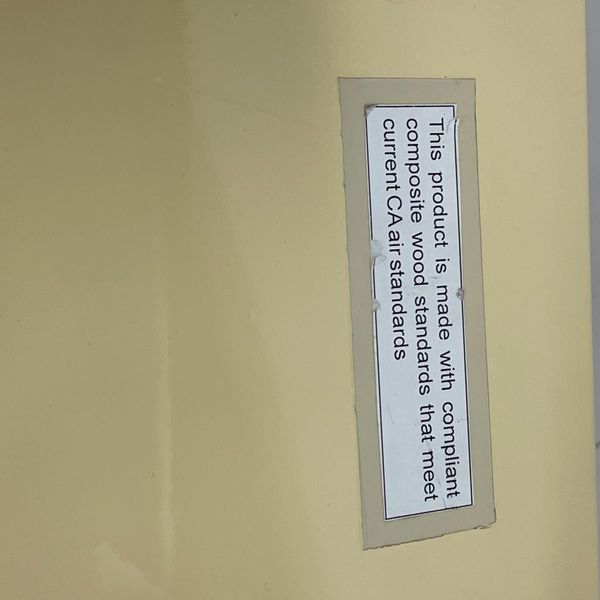 This product is made with compliant
composite wood standards that meet
current CA air standards